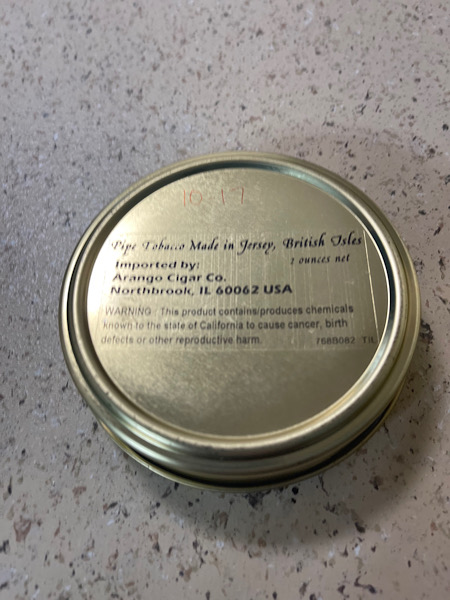 10 17
Pipe Tobacco Made in Jersey, British Isles
2 ounces net
Imported by:
Arango Cigar Co.
Northbrook, IL 60062 USA
WARNING: This product contains/produces chemicals
known to the state of California to cause cancer, birth
defects or other reproductive harm. 768B082 TIL